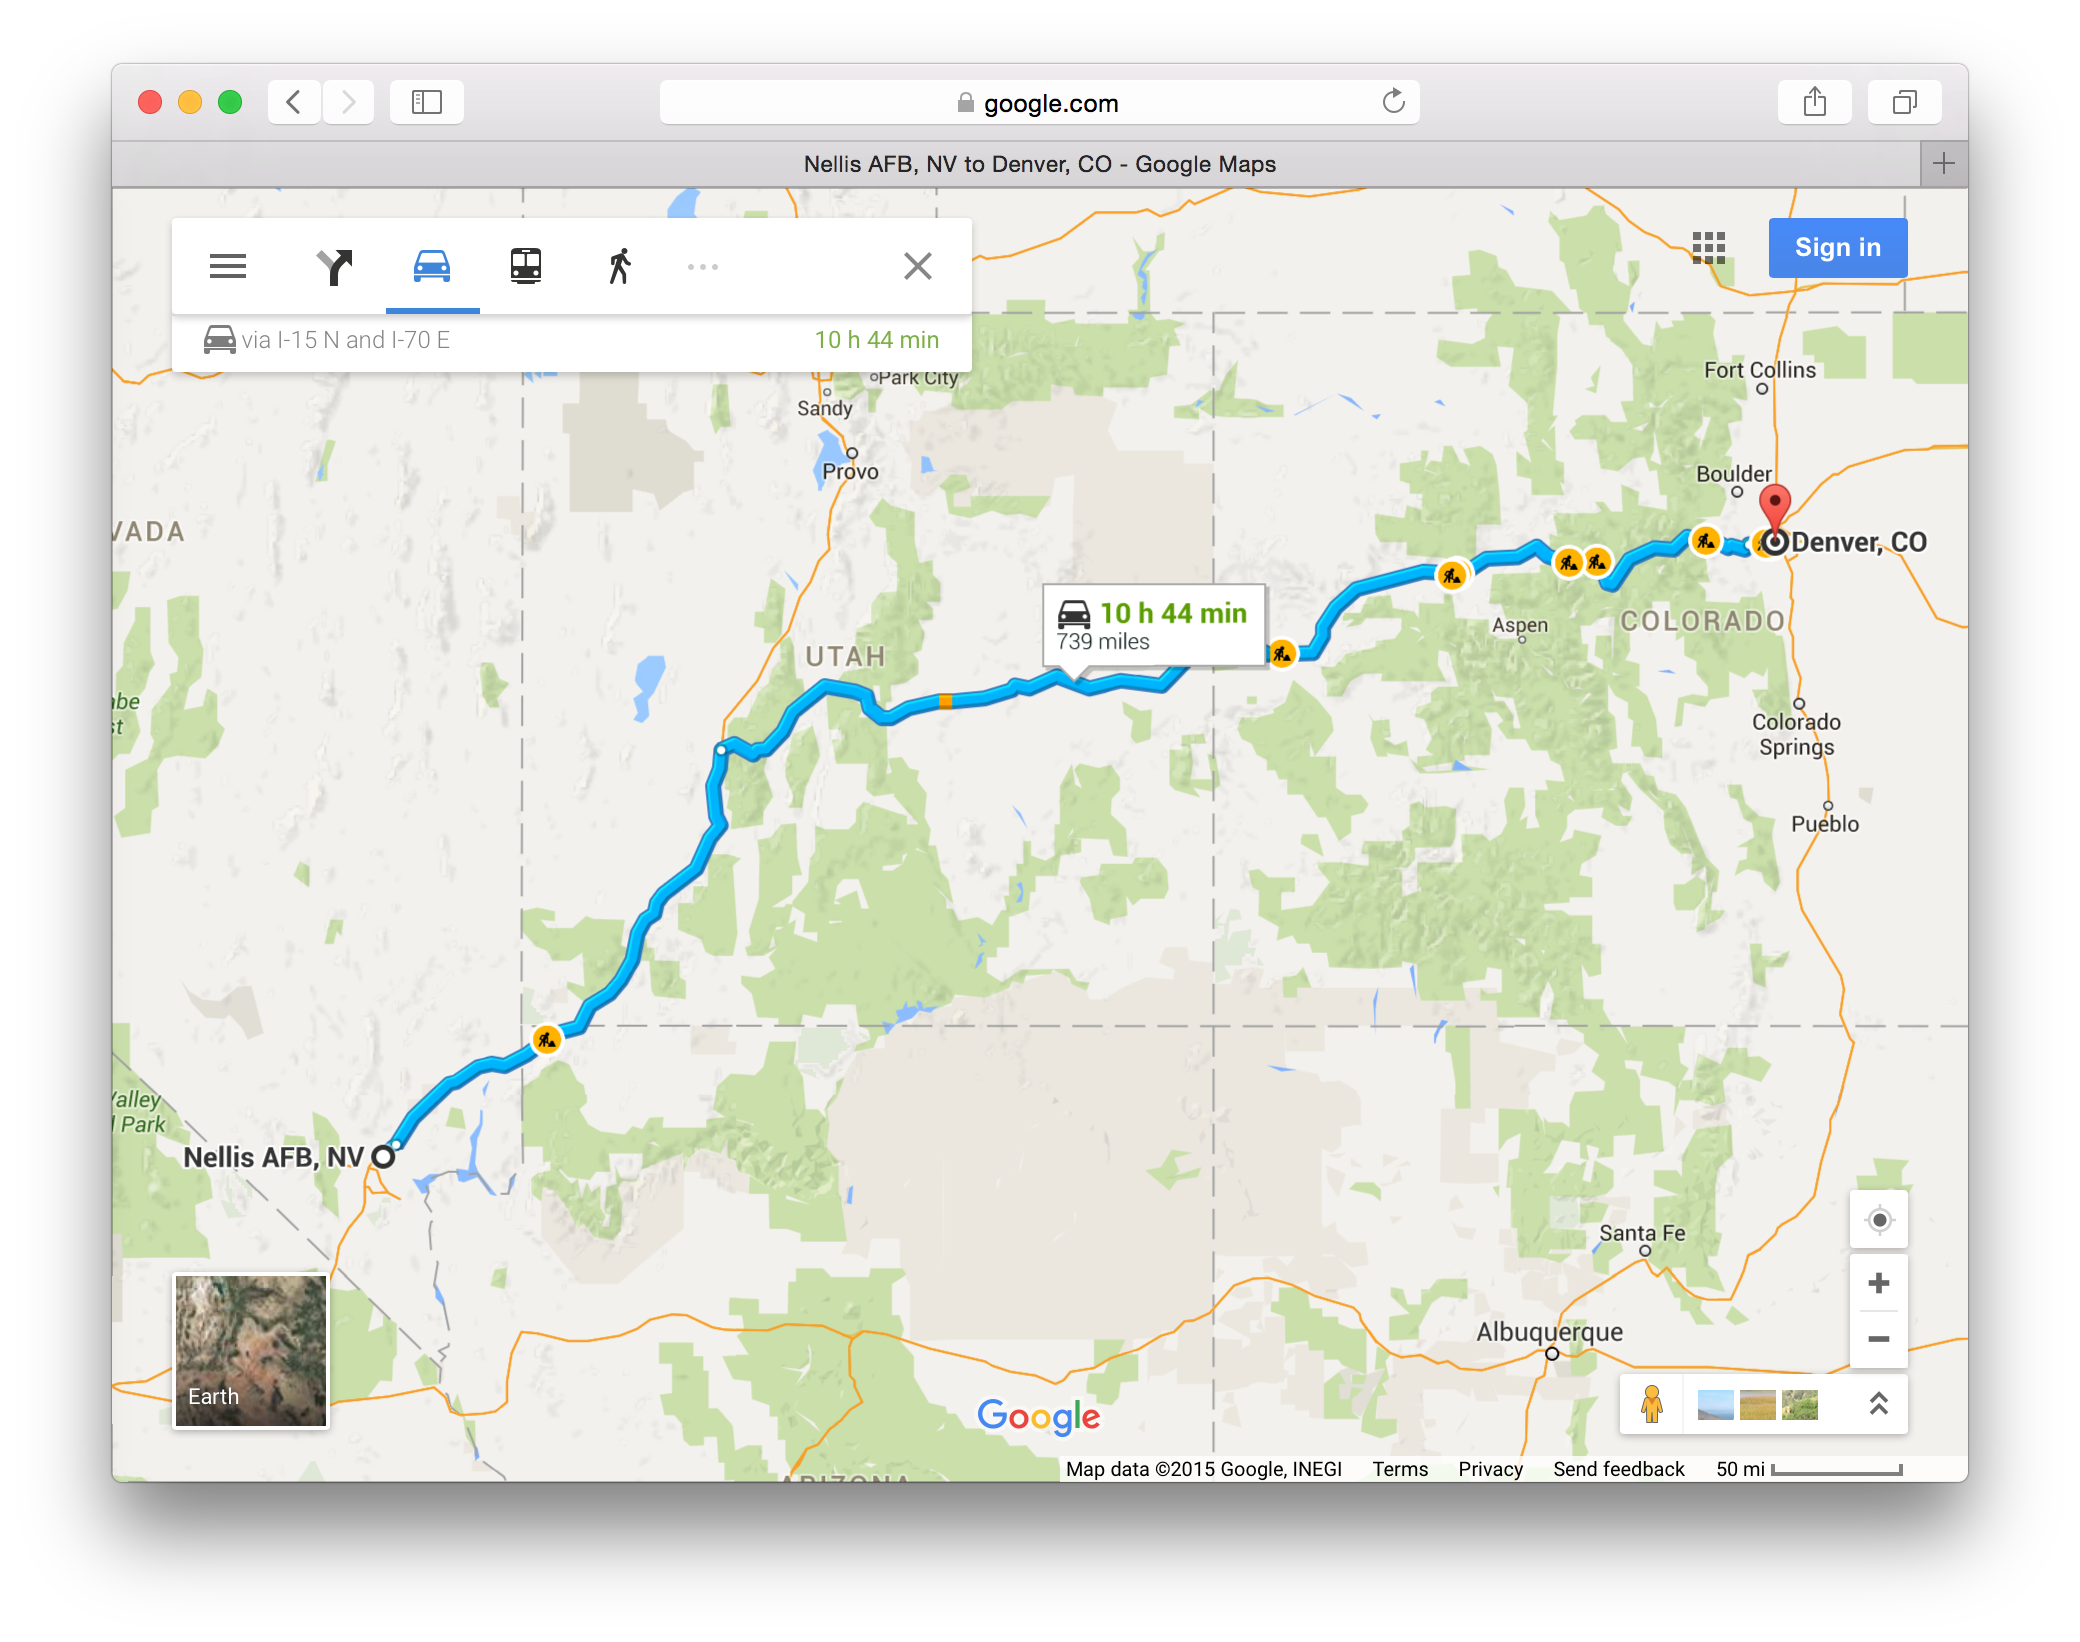 google.com
Nellis AFB, NV to Denver, CO - Google Maps
Sign in
via I-15 N and I-70 E
10 h 44 min
Park City
Sandy
Provo
Fort Collins
Boulder
VADA
Denver, CO
10 h 44 min
739 miles
Aspen
COLORADO
UTAH
Colorado
Springs
Pueblo
Nellis AFB, NV
Park
Santa Fe
Albuquerque
Earth
Google
ARIZONA
Map data ©2015 Google, INEGI
Terms
Privacy
Send feedback
50 mi